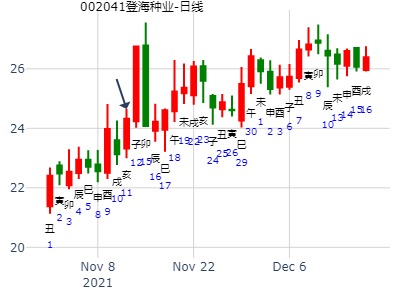 002041登海种业-日线
26
24
22
20
丑 寅 卯 辰 巳 申 酉 戌 亥 子 卯 辰 巳 午 未 戌 亥 子 丑 寅 巳 午 未 申 酉 子 丑 寅 卯 辰 未 申 酉 戌
1 2 3 4 5 8 9 10 11 12 15 16 17 18 19 22 23 24 25 26 29 30 1 2 3 6 7 8 9 10 13 14 15 16
Nov 8
2021
Nov 22
Dec 6